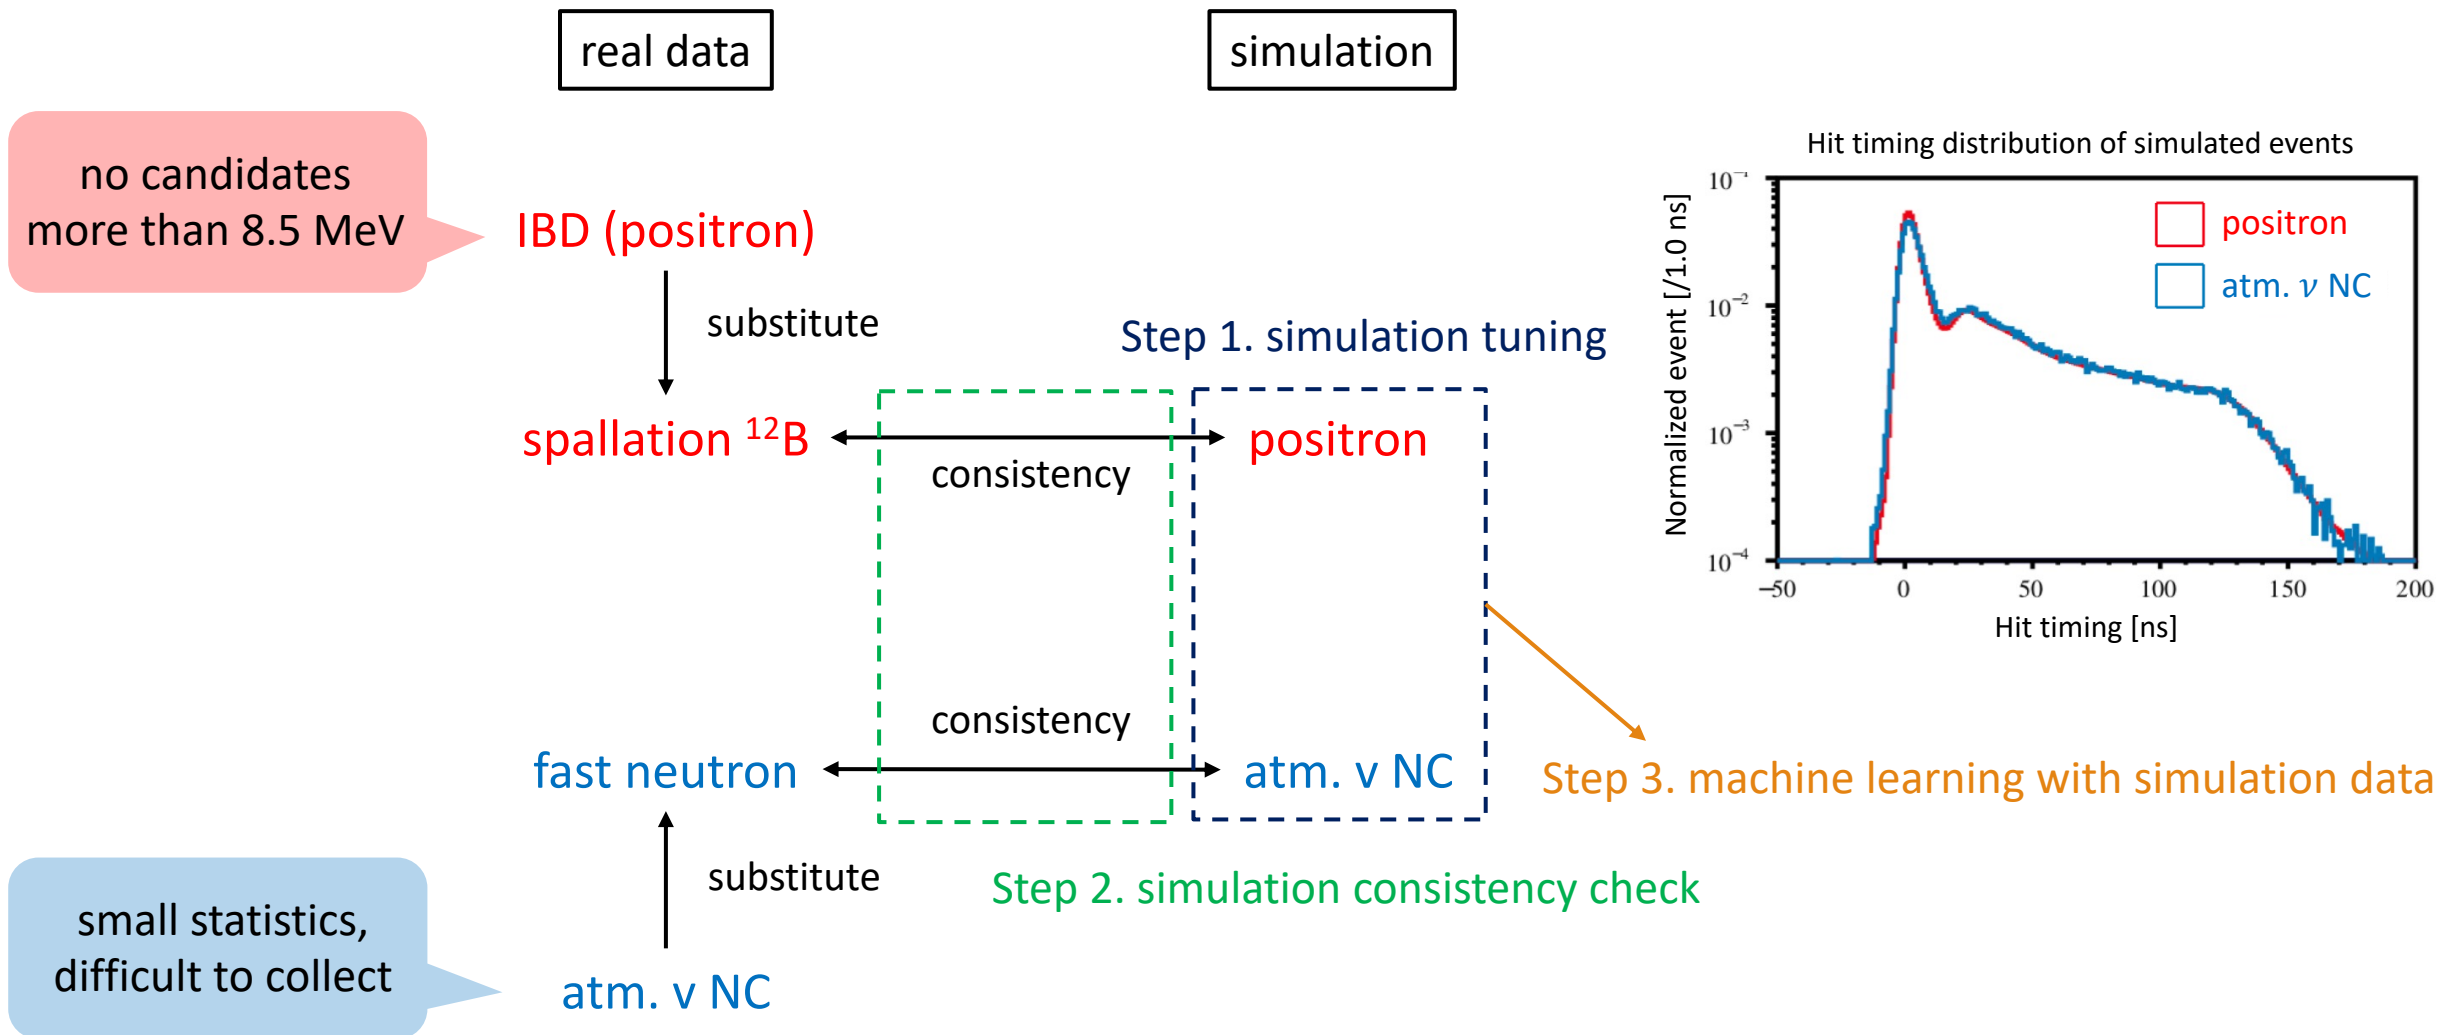 real data
simulation
no candidates
more than 8.5 MeV
IBD (positron)
substitute
Step 1. simulation tuning
spallation ¹²B
consistency
positron
consistency
fast neutron
atm. ν NC
Step 3. machine learning with simulation data
substitute
Step 2. simulation consistency check
small statistics,
difficult to collect
atm. ν NC
Hit timing distribution of simulated events
Normalized event [/1.0 ns]
10⁻¹
10⁻²
10⁻³
10⁻⁴
positron
atm. ν NC
−50
0
50
100
150
200
Hit timing [ns]